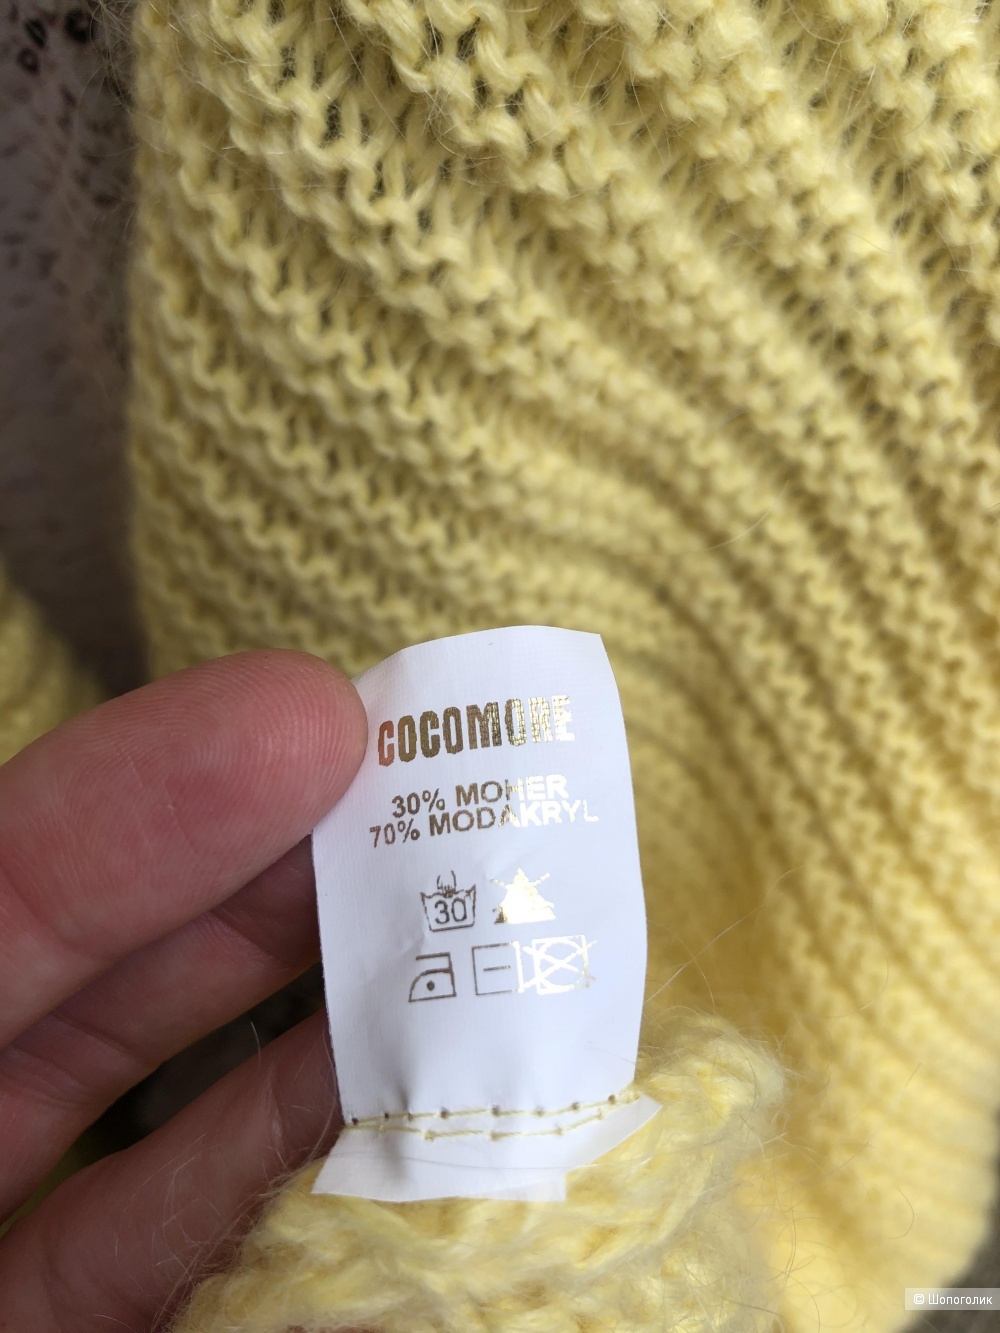 COCOMORE
30% MOHER
70% MODAKRYL
30
© Шопоголик